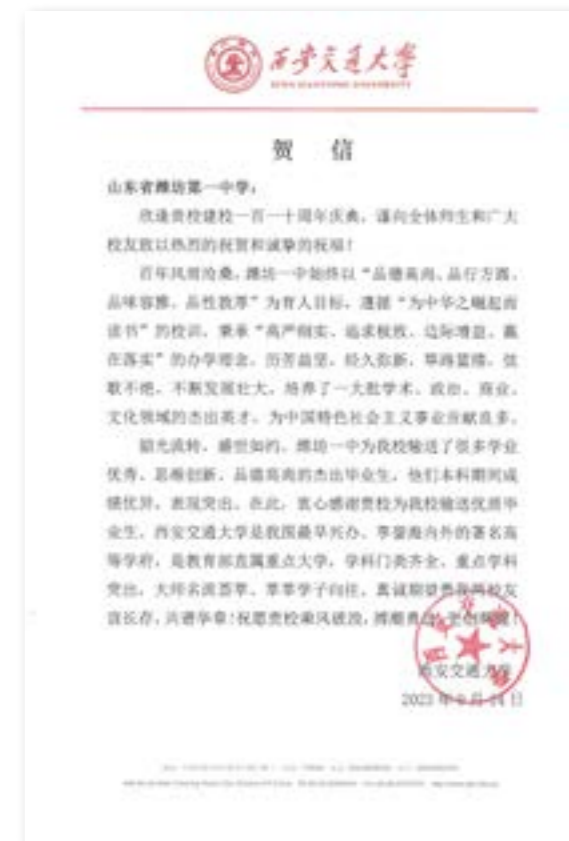 西安交通大学
XI'AN JIAOTONG UNIVERSITY
贺 信
山东省潍坊第一中学:
欣逢贵校建校一百一十周年庆典,谨向全体师生和广大
校友致以热烈的祝贺和诚挚的祝福!
百年风雨沧桑,潍坊一中始终以“品德高尚、品行方圆、
品味容雅、品性敦厚”为育人目标,遵循“为中华之崛起而
读书”的校训,秉承“高严细实、追求极致、边际增益、赢
在落实”的办学理念,历苦益坚,经久弥新,筚路蓝缕,弦
歌不绝,不断发展壮大,培养了一大批学术、政治、商业、
文化领域的杰出英才,为中国特色社会主义事业贡献良多。
韶光流转,盛世如约,潍坊一中为我校输送了很多学业
优秀、思维创新、品德高尚的杰出毕业生,他们本科期间成
绩优异,表现突出。在此,衷心感谢贵校为我校输送优质毕
业生。西安交通大学是我国最早兴办、享誉海内外的著名高
等学府,是教育部直属重点大学,学科门类齐全,重点学科
突出,大师名流荟萃,莘莘学子向往。真诚期望贵我两校友
谊长存,共谱华章!祝愿贵校乘风破浪,搏艇勇进,更创辉煌!
西安交通大学
2023年9月24日